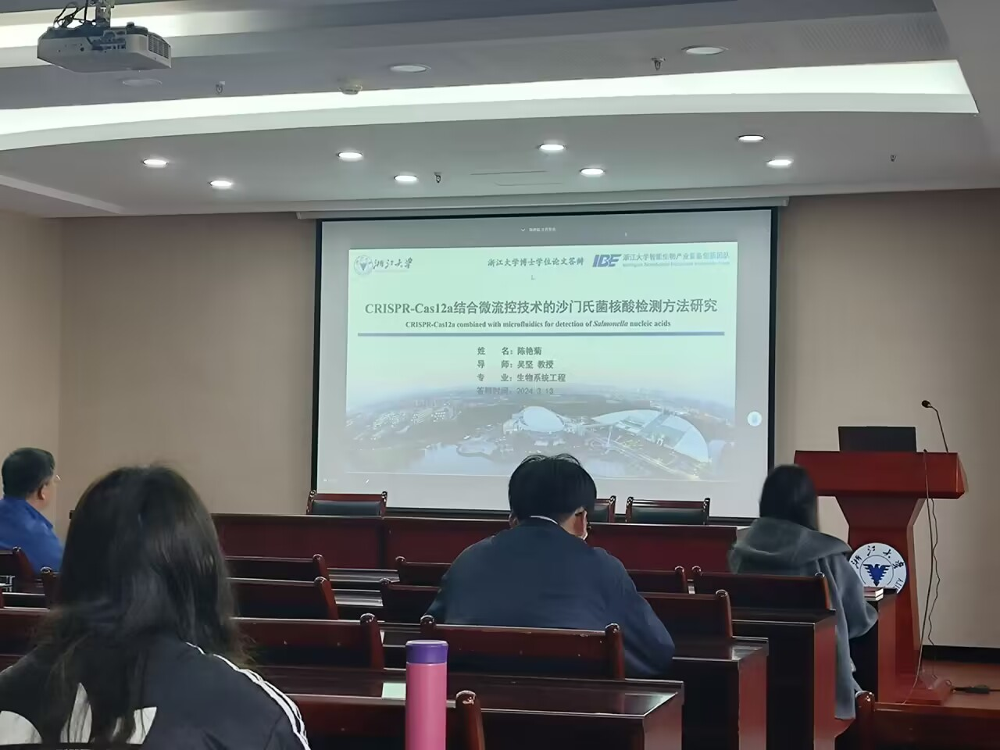 浙江大学
浙江大学博士学位论文答辩
IBE 浙江大学智能生物产业装备创新团队
CRISPR-Cas12a结合微流控技术的沙门氏菌核酸检测方法研究
CRISPR-Cas12a combined with microfluidics for detection of Salmonella nucleic acids
姓 名：陈艳菊
导 师：吴坚 教授
专 业：生物系统工程
答辩时间：2024.3.13
浙江大学